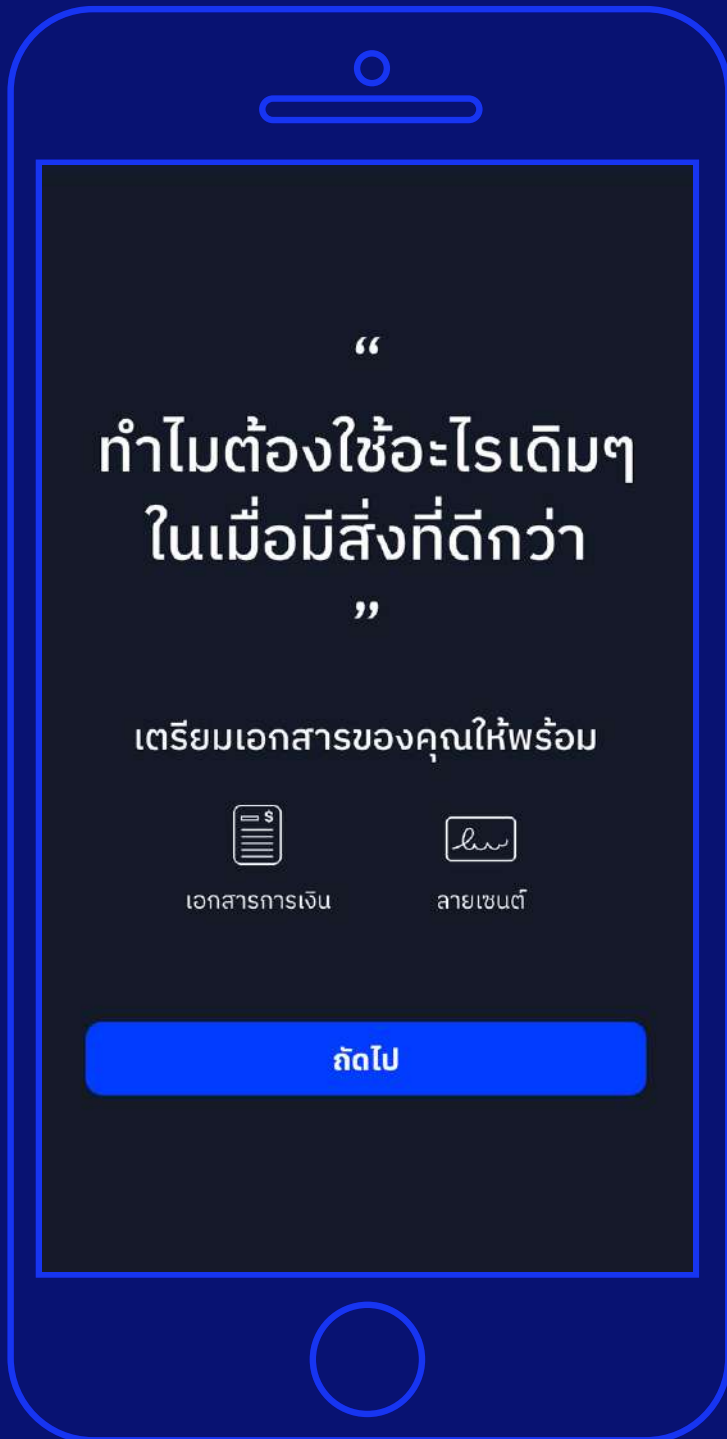 “
ทำไมต้องใช้อะไรเดิมๆ
ในเมื่อมีสิ่งที่ดีกว่า
”
เตรียมเอกสารของคุณให้พร้อม
$
เอกสารการเงิน ลายเซนต์
ถัดไป